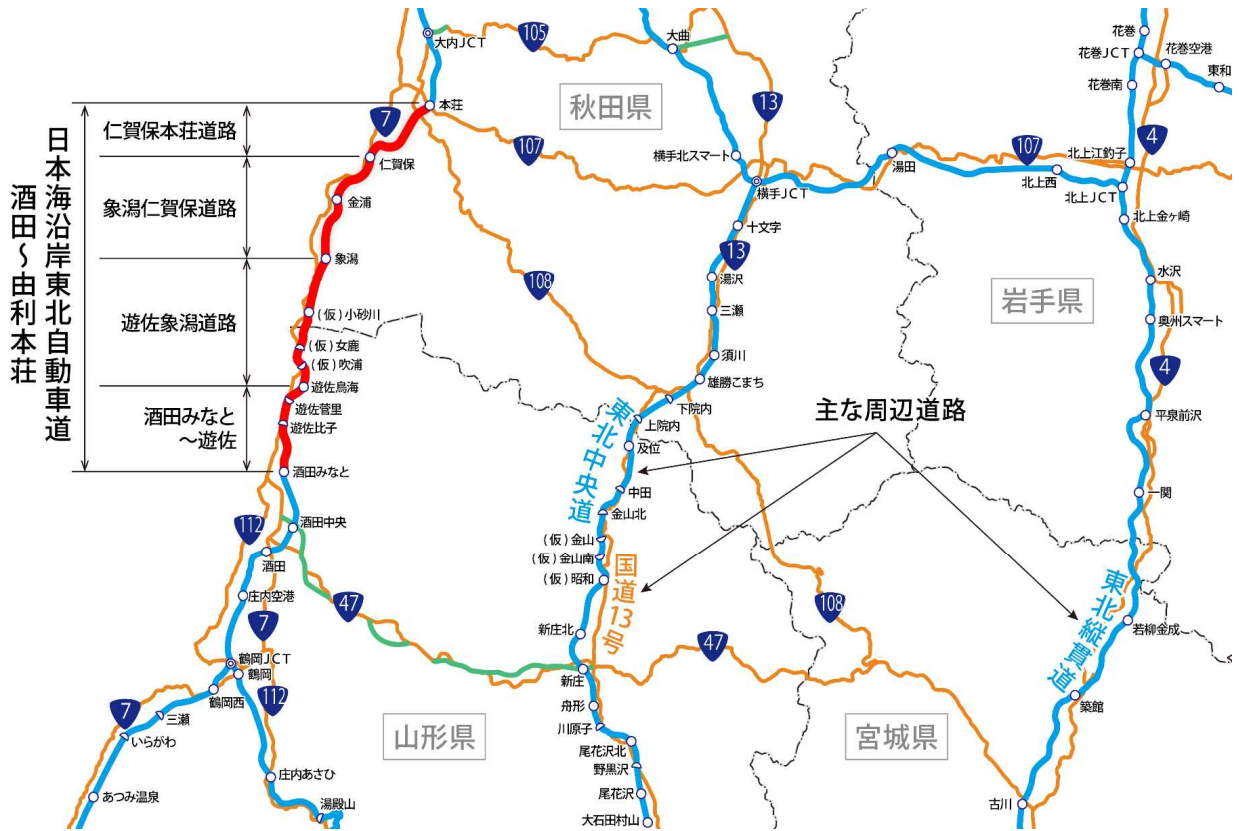 日本海沿岸東北自動車道
酒田～由利本荘
仁賀保本荘道路
象潟仁賀保道路
遊佐象潟道路
酒田みなと
～遊佐
大内JCT
本荘
仁賀保
金浦
象潟
(仮)小砂川
(仮)女鹿
(仮)吹浦
遊佐鳥海
遊佐菅里
遊佐比子
酒田みなと
酒田中央
酒田
庄内空港
鶴岡JCT
鶴岡
鶴岡西
三瀬
いらがわ
あつみ温泉
庄内あさひ
湯殿山
7
105
107
108
112
47
7
112
7
秋田県
大曲
13
横手北スマート
横手JCT
十文字
13
湯沢
三瀬
須川
雄勝こまち
下院内
上院内
及位
中田
金山北
(仮)金山
(仮)金山南
(仮)昭和
新庄北
新庄
舟形
川原子
尾花沢北
野黒沢
尾花沢
大石田村山
東北中央道
国道13号
主な周辺道路
47
108
山形県
宮城県
岩手県
湯田
107
北上西
花巻
花巻JCT
花巻空港
東和
花巻南
4
北上江釣子
北上JCT
北上金ヶ崎
水沢
奥州スマート
4
平泉前沢
一関
若柳金成
築館
古川
東北縦貫道